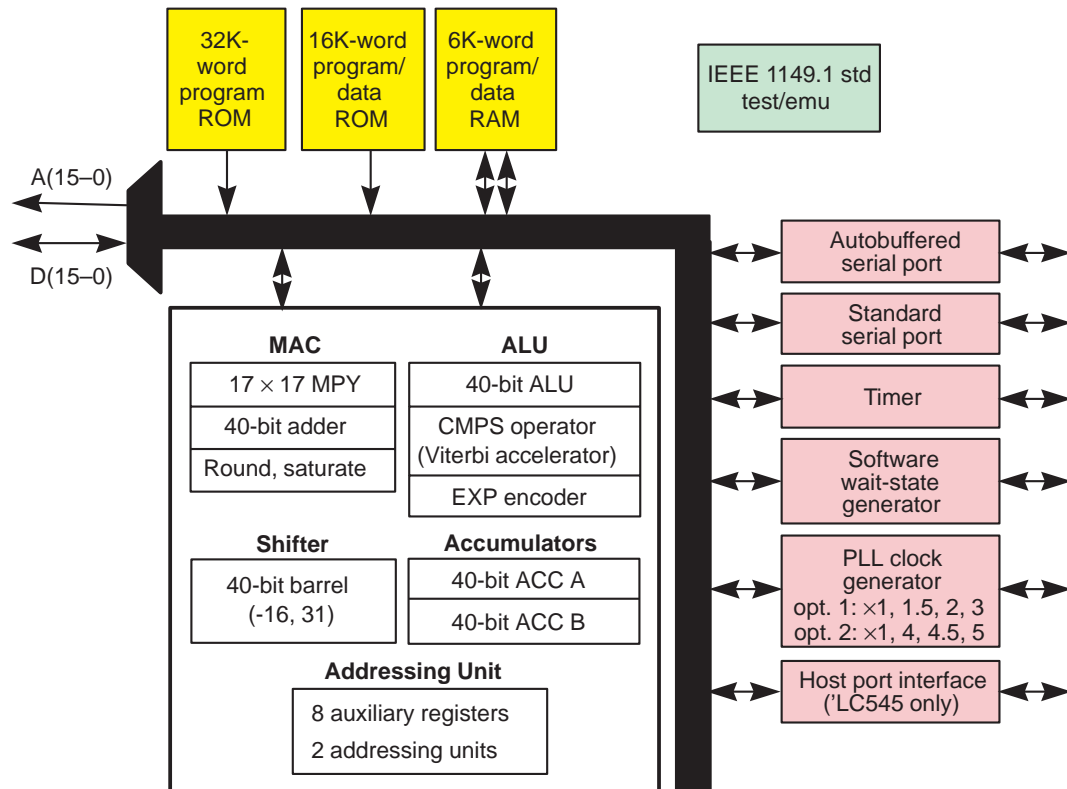 32K-
word
program
ROM
16K-word
program/
data
ROM
6K-word
program/
data
RAM
IEEE 1149.1 std
test/emu
A(15–0)
D(15–0)
MAC
17 × 17 MPY
40-bit adder
Round, saturate
ALU
40-bit ALU
CMPS operator
(Viterbi accelerator)
EXP encoder
Shifter
40-bit barrel
(-16, 31)
Accumulators
40-bit ACC A
40-bit ACC B
Addressing Unit
8 auxiliary registers
2 addressing units
Autobuffered
serial port
Standard
serial port
Timer
Software
wait-state
generator
PLL clock
generator
opt. 1: ×1, 1.5, 2, 3
opt. 2: ×1, 4, 4.5, 5
Host port interface
('LC545 only)